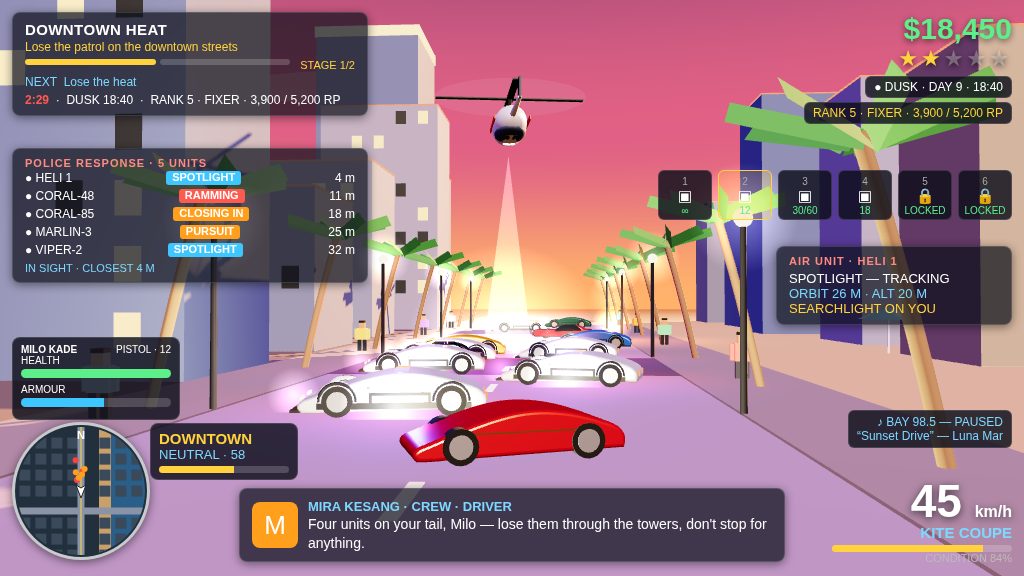 DOWNTOWN HEAT
Lose the patrol on the downtown streets
STAGE 1/2
NEXT Lose the heat
2:29 · DUSK 18:40 · RANK 5 · FIXER · 3,900 / 5,200 RP
POLICE RESPONSE · 5 UNITS
● HELI 1 SPOTLIGHT 4 m
● CORAL-48 RAMMING 11 m
● CORAL-85 CLOSING IN 18 m
● MARLIN-3 PURSUIT 25 m
● VIPER-2 SPOTLIGHT 32 m
IN SIGHT · CLOSEST 4 m
$18,450
● DUSK · DAY 9 · 18:40
RANK 5 · FIXER · 3,900 / 5,200 RP
1 2 3 4 5 6
∞ 12 30/60 18 LOCKED LOCKED
AIR UNIT · HELI 1
SPOTLIGHT — TRACKING
ORBIT 26 M · ALT 20 M
SEARCHLIGHT ON YOU
MILO KADE PISTOL · 12
HEALTH
ARMOUR
N
DOWNTOWN
NEUTRAL · 58
♪ BAY 98.5 — PAUSED
“Sunset Drive” — Luna Mar
M
MIRA KESANG · CREW · DRIVER
Four units on your tail, Milo — lose them through the towers, don't stop for
anything.
45 km/h
KITE COUPE
CONDITION 84%